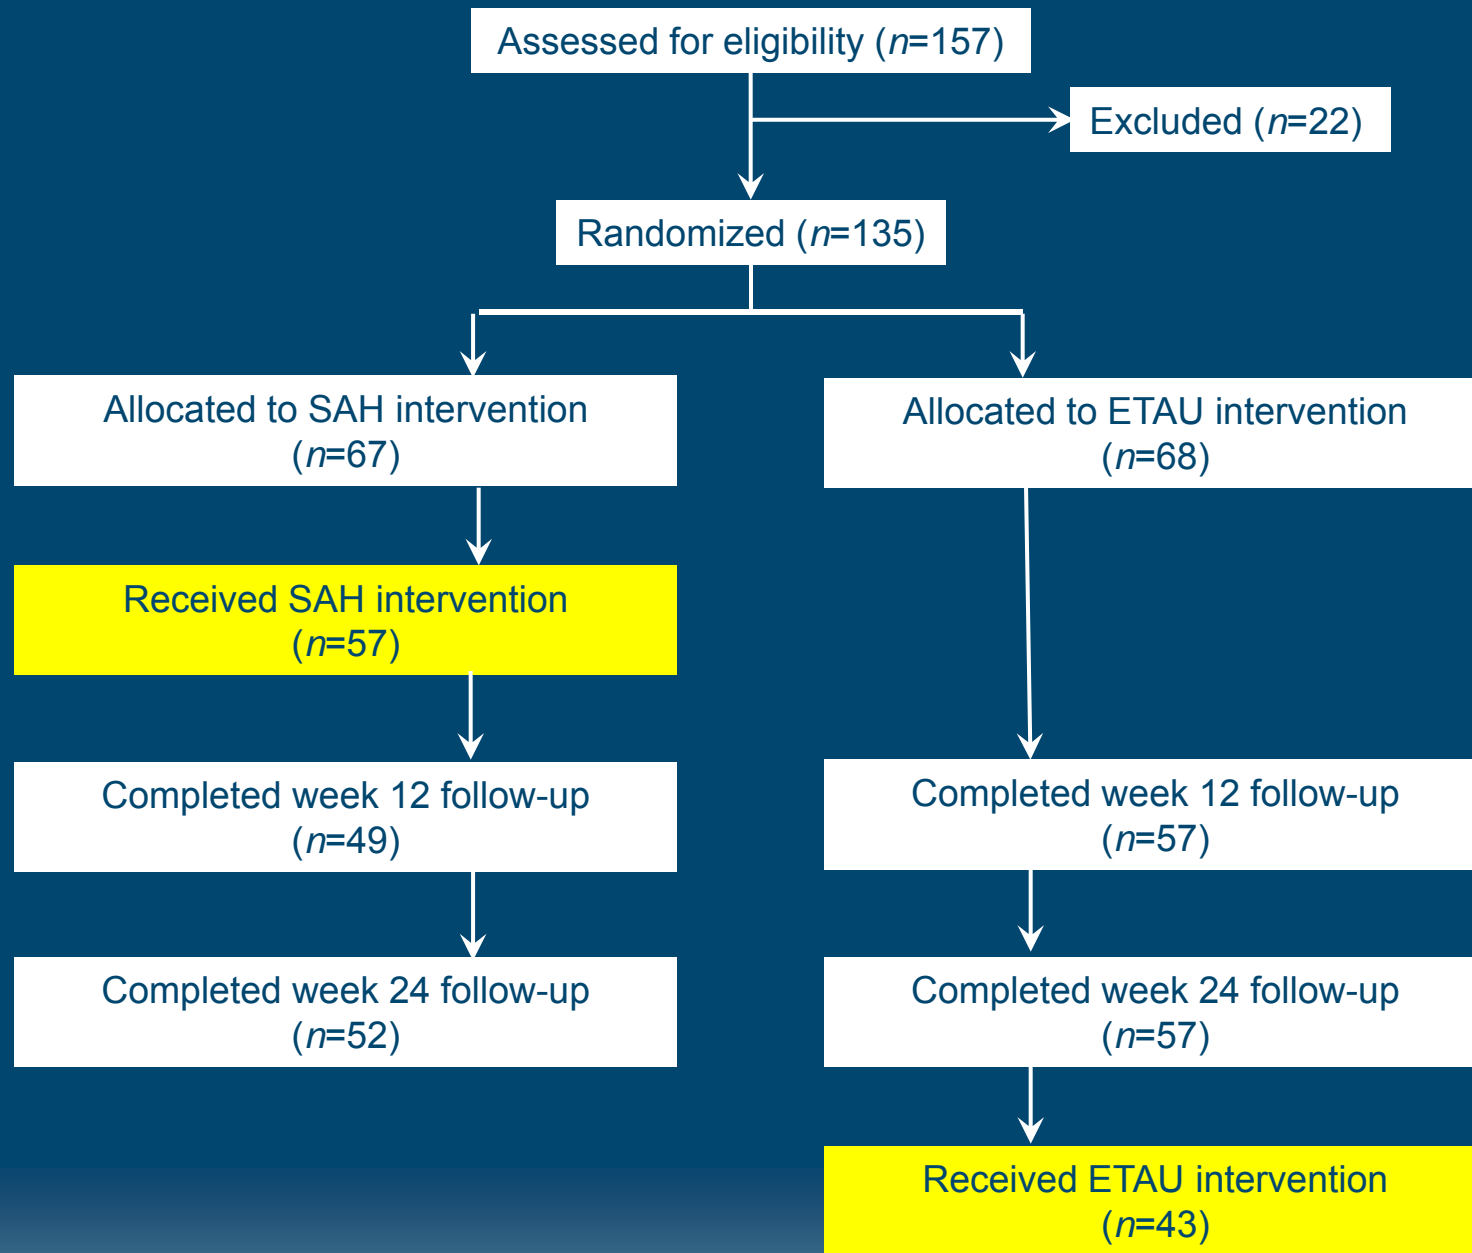 Assessed for eligibility (n=157)
Excluded (n=22)
Randomized (n=135)
Allocated to SAH intervention
(n=67)
Allocated to ETAU intervention
(n=68)
Received SAH intervention
(n=57)
Completed week 12 follow-up
(n=49)
Completed week 12 follow-up
(n=57)
Completed week 24 follow-up
(n=52)
Completed week 24 follow-up
(n=57)
Received ETAU intervention
(n=43)